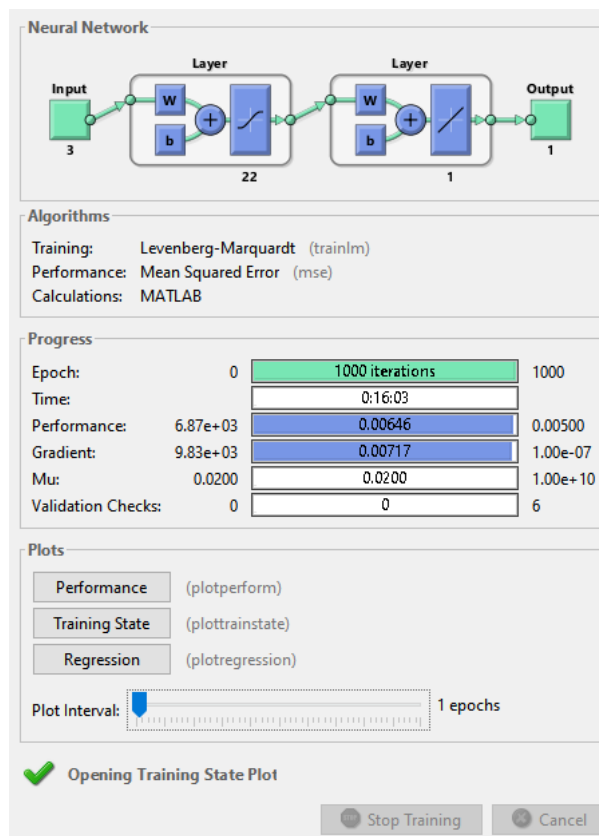 Neural Network
Layer Layer
Input Output
W W
b b
3 1
22 1
Algorithms
Training: Levenberg-Marquardt (trainlm)
Performance: Mean Squared Error (mse)
Calculations: MATLAB
Progress
Epoch: 0 1000 iterations 1000
Time: 0:16:03
Performance: 6.87e+03 0.00646 0.00500
Gradient: 9.83e+03 0.00717 1.00e-07
Mu: 0.0200 0.0200 1.00e+10
Validation Checks: 0 0 6
Plots
Performance (plotperform)
Training State (plottrainstate)
Regression (plotregression)
Plot Interval: 1 epochs
Opening Training State Plot
Stop Training Cancel